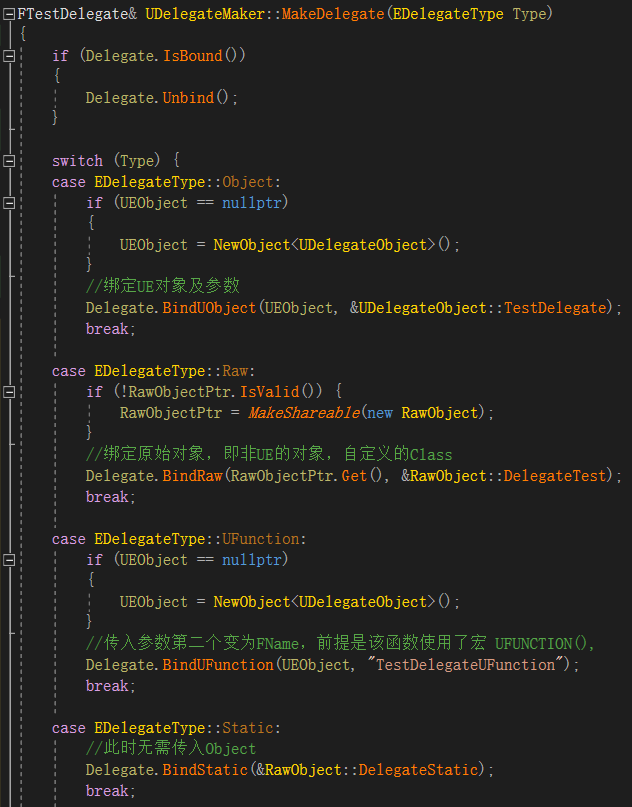 FTestDelegate& UDelegateMaker::MakeDelegate(EDelegateType Type)
{
if (Delegate.IsBound())
{
Delegate.Unbind();
}
switch (Type) {
case EDelegateType::Object:
if (UEObject == nullptr)
{
UEObject = NewObject<UDelegateObject>();
}
//绑定UE对象及参数
Delegate.BindUObject(UEObject, &UDelegateObject::TestDelegate);
break;
case EDelegateType::Raw:
if (!RawObjectPtr.IsValid()) {
RawObjectPtr = MakeShareable(new RawObject);
}
//绑定原始对象，即非UE的对象，自定义的Class
Delegate.BindRaw(RawObjectPtr.Get(), &RawObject::DelegateTest);
break;
case EDelegateType::UFunction:
if (UEObject == nullptr)
{
UEObject = NewObject<UDelegateObject>();
}
//传入参数第二个变为FName，前提是该函数使用了宏 UFUNCTION(),
Delegate.BindUFunction(UEObject, "TestDelegateUFunction");
break;
case EDelegateType::Static:
//此时无需传入Object
Delegate.BindStatic(&RawObject::DelegateStatic);
break;